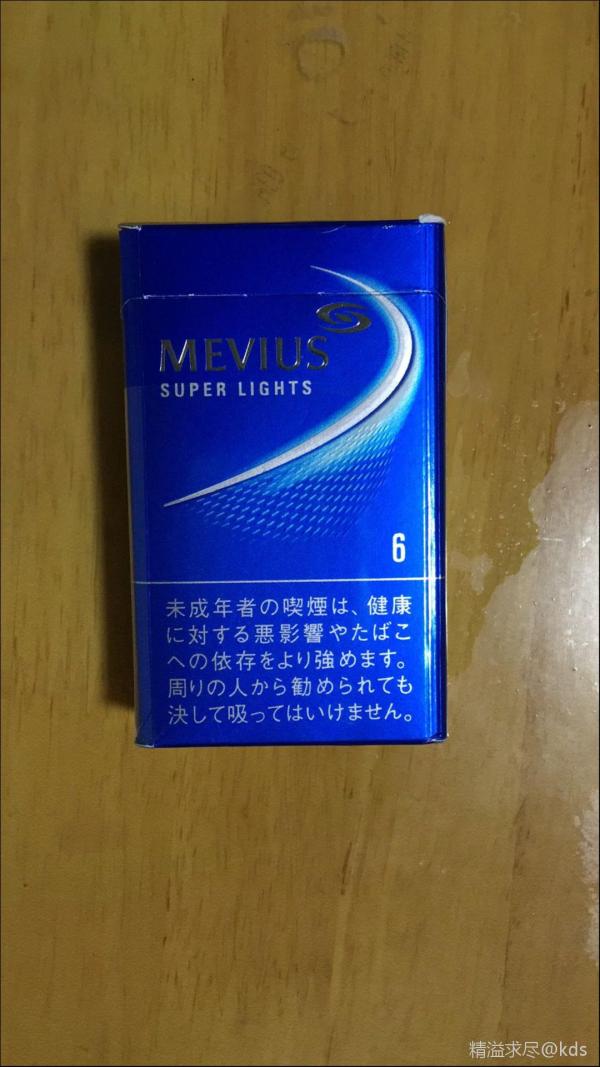 MEVIUS
SUPER LIGHTS
6
未成年者の喫煙は、健康
に対する悪影響やたばこ
への依存をより強めます。
周りの人から勧められても
決して吸ってはいけません。
精溢求尽@kds